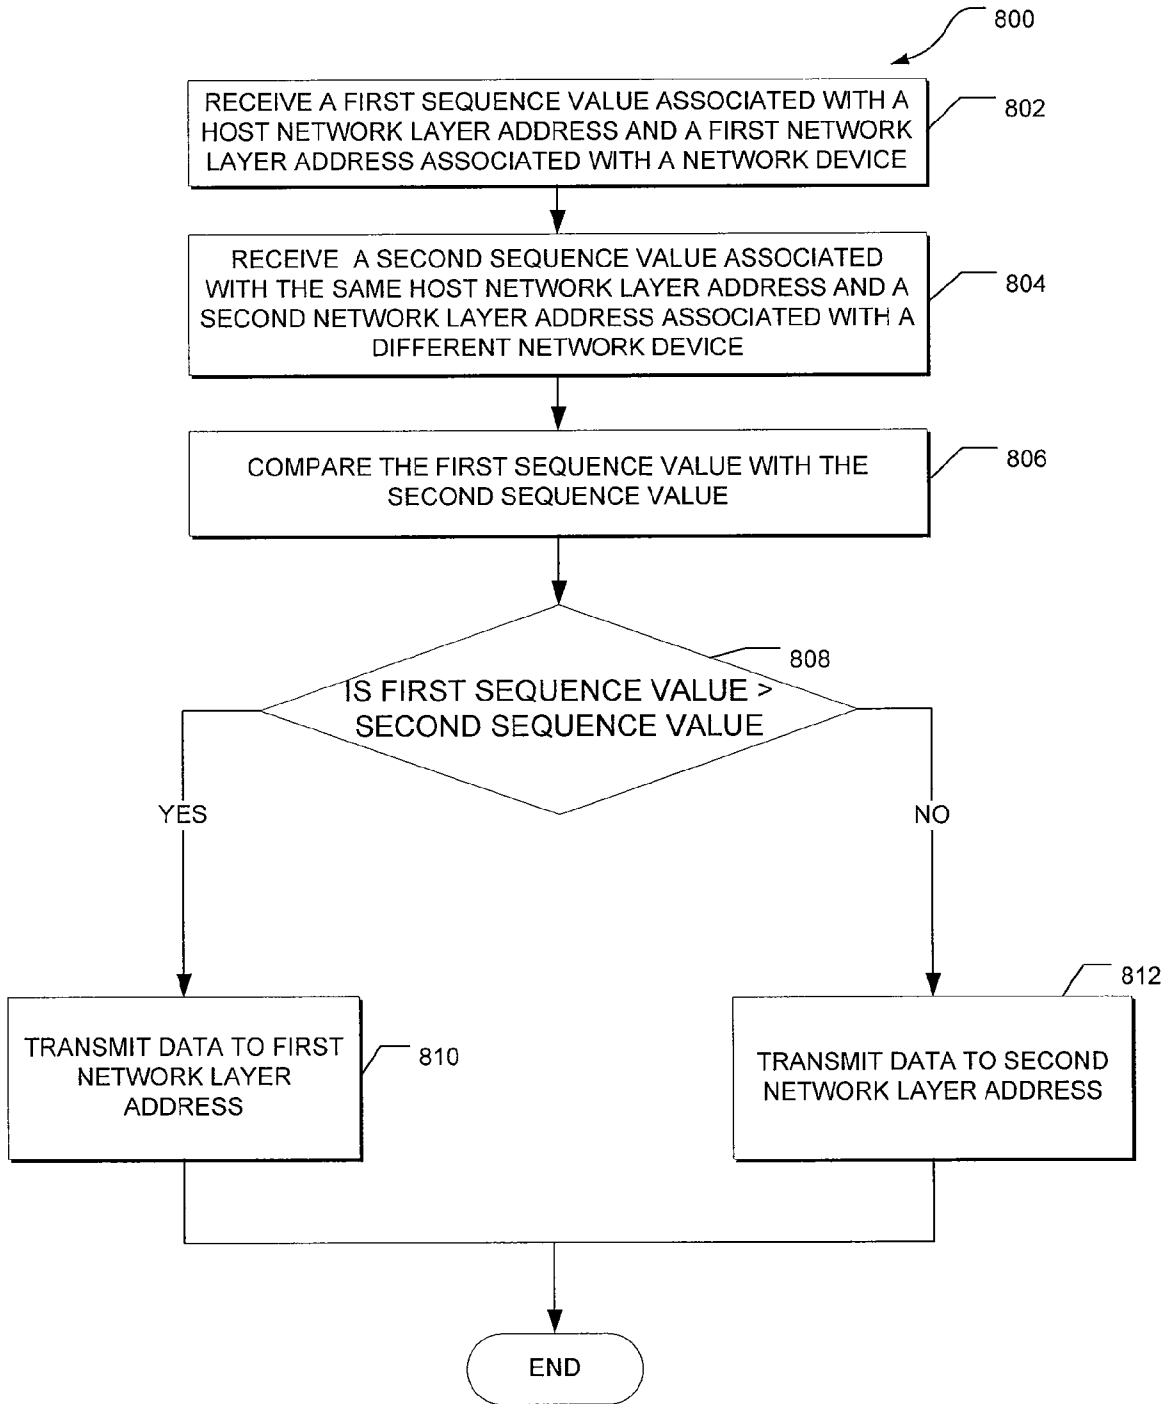 800
RECEIVE A FIRST SEQUENCE VALUE ASSOCIATED WITH A
HOST NETWORK LAYER ADDRESS AND A FIRST NETWORK
LAYER ADDRESS ASSOCIATED WITH A NETWORK DEVICE
802
RECEIVE A SECOND SEQUENCE VALUE ASSOCIATED
WITH THE SAME HOST NETWORK LAYER ADDRESS AND A
SECOND NETWORK LAYER ADDRESS ASSOCIATED WITH A
DIFFERENT NETWORK DEVICE
804
COMPARE THE FIRST SEQUENCE VALUE WITH THE
SECOND SEQUENCE VALUE
806
IS FIRST SEQUENCE VALUE >
SECOND SEQUENCE VALUE
808
YES
NO
TRANSMIT DATA TO FIRST
NETWORK LAYER
ADDRESS
810
TRANSMIT DATA TO SECOND
NETWORK LAYER ADDRESS
812
END